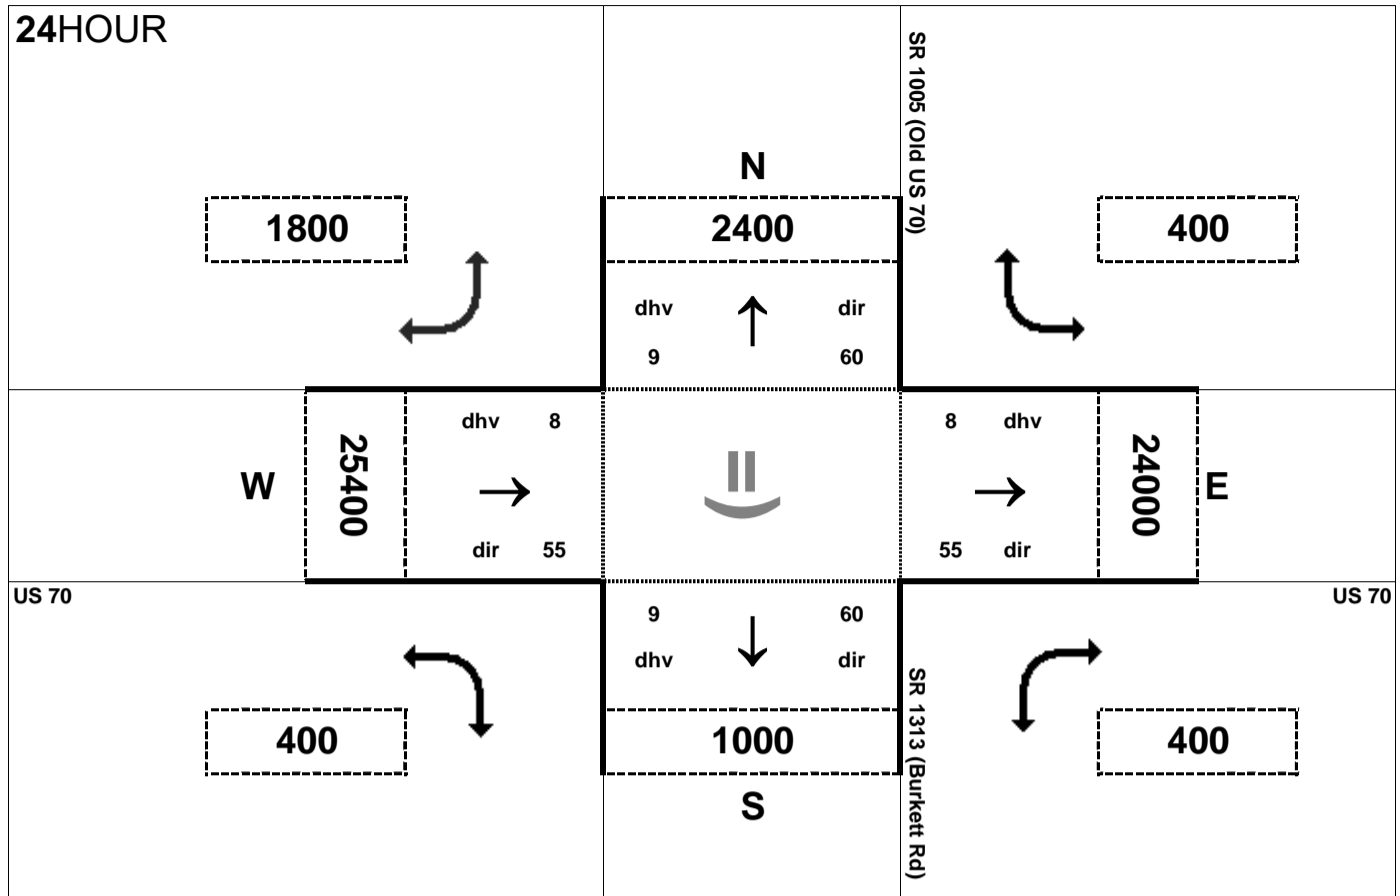 24HOUR
SR 1005 (Old US 70)
N
1800
2400
400
dhv
dir
9
60
dhv 8
8 dhv
W
25400
24000
E
dir 55
55 dir
US 70
US 70
9
60
dhv
dir
SR 1313 (Burkett Rd)
400
1000
400
S